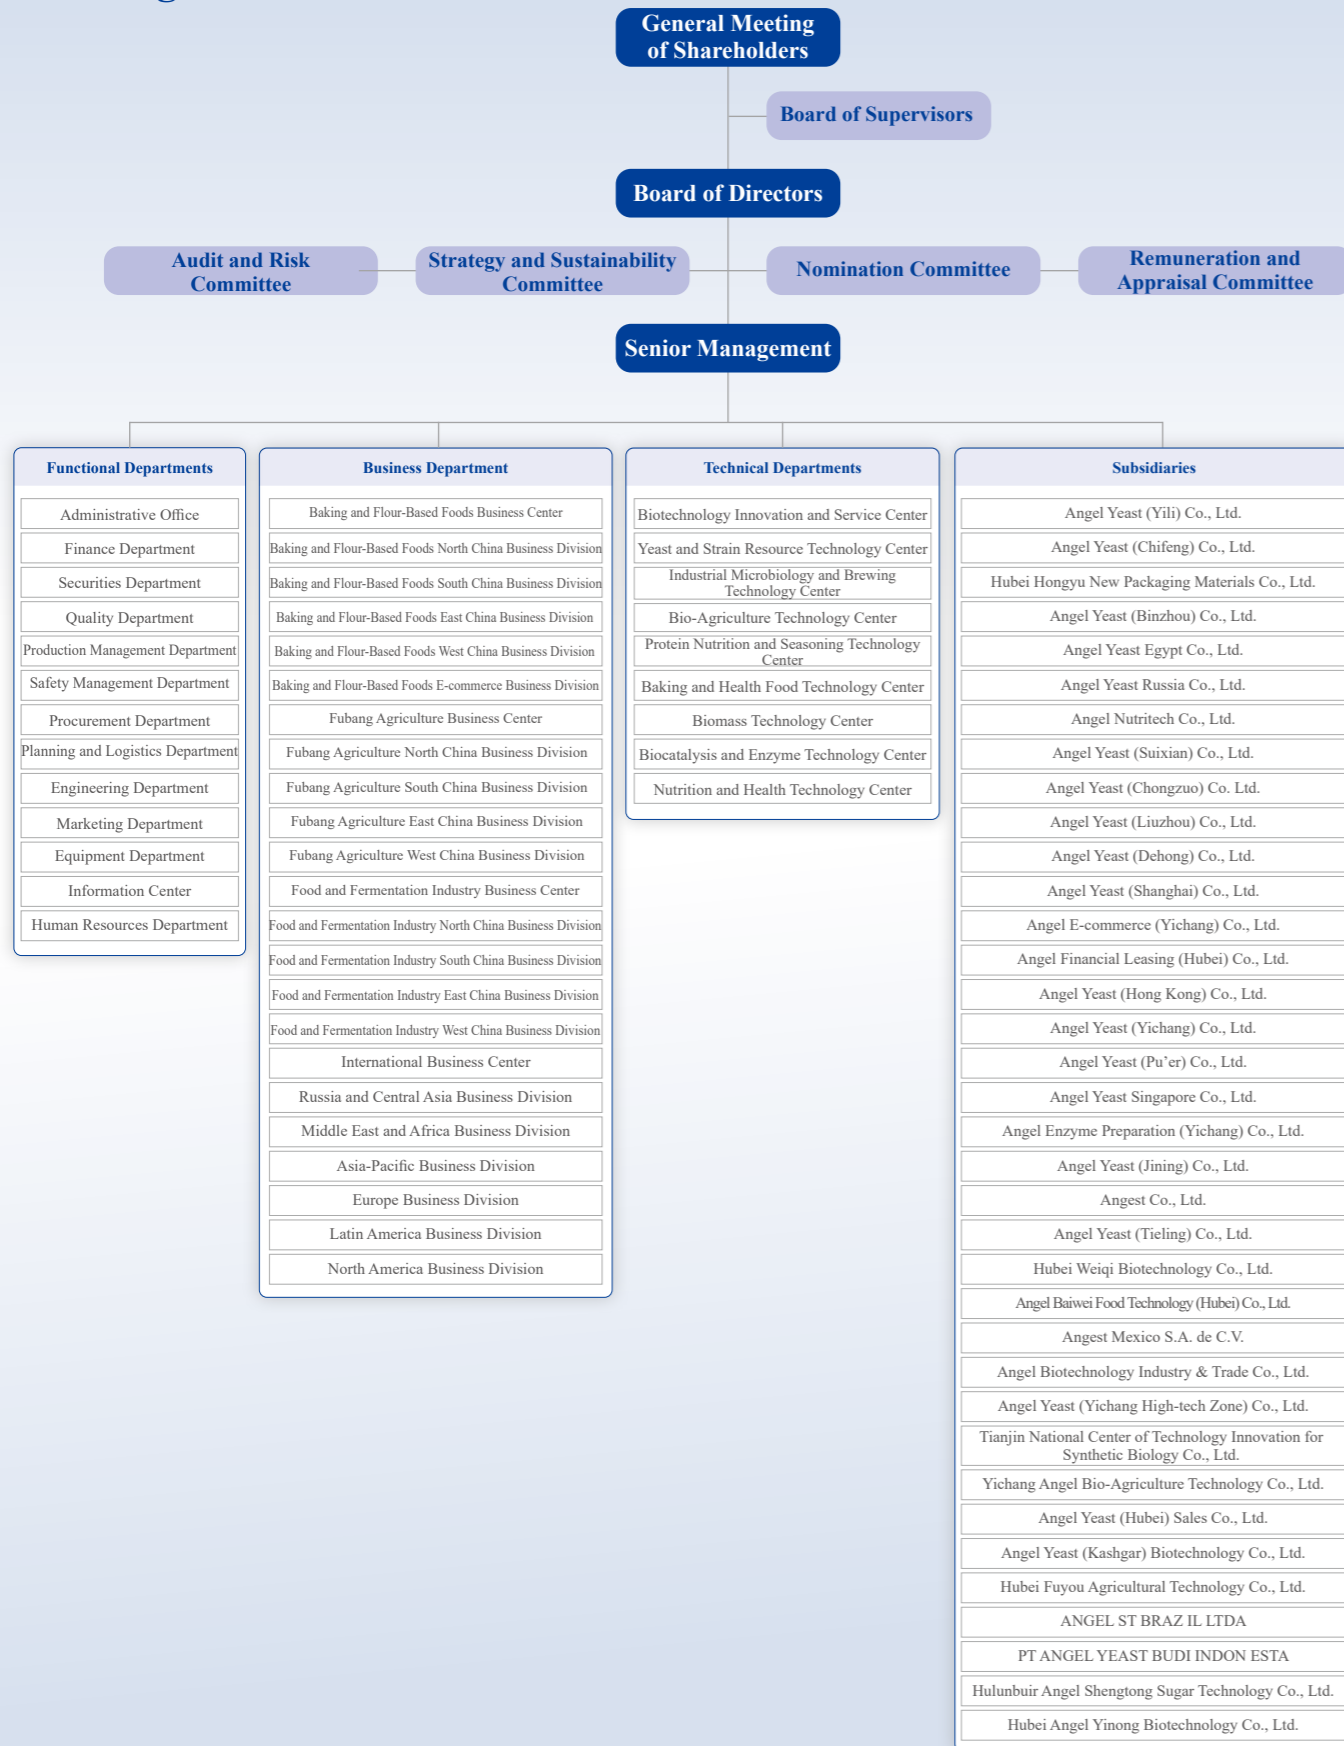 General Meeting
of Shareholders
Board of Supervisors
Board of Directors
Audit and Risk
Committee
Strategy and Sustainability
Committee
Nomination Committee
Remuneration and
Appraisal Committee
Senior Management
Functional Departments
Administrative Office
Finance Department
Securities Department
Quality Department
Production Management Department
Safety Management Department
Procurement Department
Planning and Logistics Department
Engineering Department
Marketing Department
Equipment Department
Information Center
Human Resources Department
Business Department
Baking and Flour-Based Foods Business Center
Baking and Flour-Based Foods North China Business Division
Baking and Flour-Based Foods South China Business Division
Baking and Flour-Based Foods East China Business Division
Baking and Flour-Based Foods West China Business Division
Baking and Flour-Based Foods E-commerce Business Division
Fubang Agriculture Business Center
Fubang Agriculture North China Business Division
Fubang Agriculture South China Business Division
Fubang Agriculture East China Business Division
Fubang Agriculture West China Business Division
Food and Fermentation Industry Business Center
Food and Fermentation Industry North China Business Division
Food and Fermentation Industry South China Business Division
Food and Fermentation Industry East China Business Division
Food and Fermentation Industry West China Business Division
International Business Center
Russia and Central Asia Business Division
Middle East and Africa Business Division
Asia-Pacific Business Division
Europe Business Division
Latin America Business Division
North America Business Division
Technical Departments
Biotechnology Innovation and Service Center
Yeast and Strain Resource Technology Center
Industrial Microbiology and Brewing
Technology Center
Bio-Agriculture Technology Center
Protein Nutrition and Seasoning Technology
Center
Baking and Health Food Technology Center
Biomass Technology Center
Biocatalysis and Enzyme Technology Center
Nutrition and Health Technology Center
Subsidiaries
Angel Yeast (Yili) Co., Ltd.
Angel Yeast (Chifeng) Co., Ltd.
Hubei Hongyu New Packaging Materials Co., Ltd.
Angel Yeast (Binzhou) Co., Ltd.
Angel Yeast Egypt Co., Ltd.
Angel Yeast Russia Co., Ltd.
Angel Nutritech Co., Ltd.
Angel Yeast (Suixian) Co., Ltd.
Angel Yeast (Chongzuo) Co. Ltd.
Angel Yeast (Liuzhou) Co., Ltd.
Angel Yeast (Dehong) Co., Ltd.
Angel Yeast (Shanghai) Co., Ltd.
Angel E-commerce (Yichang) Co., Ltd.
Angel Financial Leasing (Hubei) Co., Ltd.
Angel Yeast (Hong Kong) Co., Ltd.
Angel Yeast (Yichang) Co., Ltd.
Angel Yeast (Pu’er) Co., Ltd.
Angel Yeast Singapore Co., Ltd.
Angel Enzyme Preparation (Yichang) Co., Ltd.
Angel Yeast (Jining) Co., Ltd.
Angest Co., Ltd.
Angel Yeast (Tieling) Co., Ltd.
Hubei Weiqi Biotechnology Co., Ltd.
Angel Baiwei Food Technology (Hubei) Co., Ltd.
Angest Mexico S.A. de C.V.
Angel Biotechnology Industry & Trade Co., Ltd.
Angel Yeast (Yichang High-tech Zone) Co., Ltd.
Tianjin National Center of Technology Innovation for
Synthetic Biology Co., Ltd.
Yichang Angel Bio-Agriculture Technology Co., Ltd.
Angel Yeast (Hubei) Sales Co., Ltd.
Angel Yeast (Kashgar) Biotechnology Co., Ltd.
Hubei Fuyou Agricultural Technology Co., Ltd.
ANGEL ST BRAZ IL LTDA
PT ANGEL YEAST BUDI INDON ESTA
Hulunbuir Angel Shengtong Sugar Technology Co., Ltd.
Hubei Angel Yinong Biotechnology Co., Ltd.